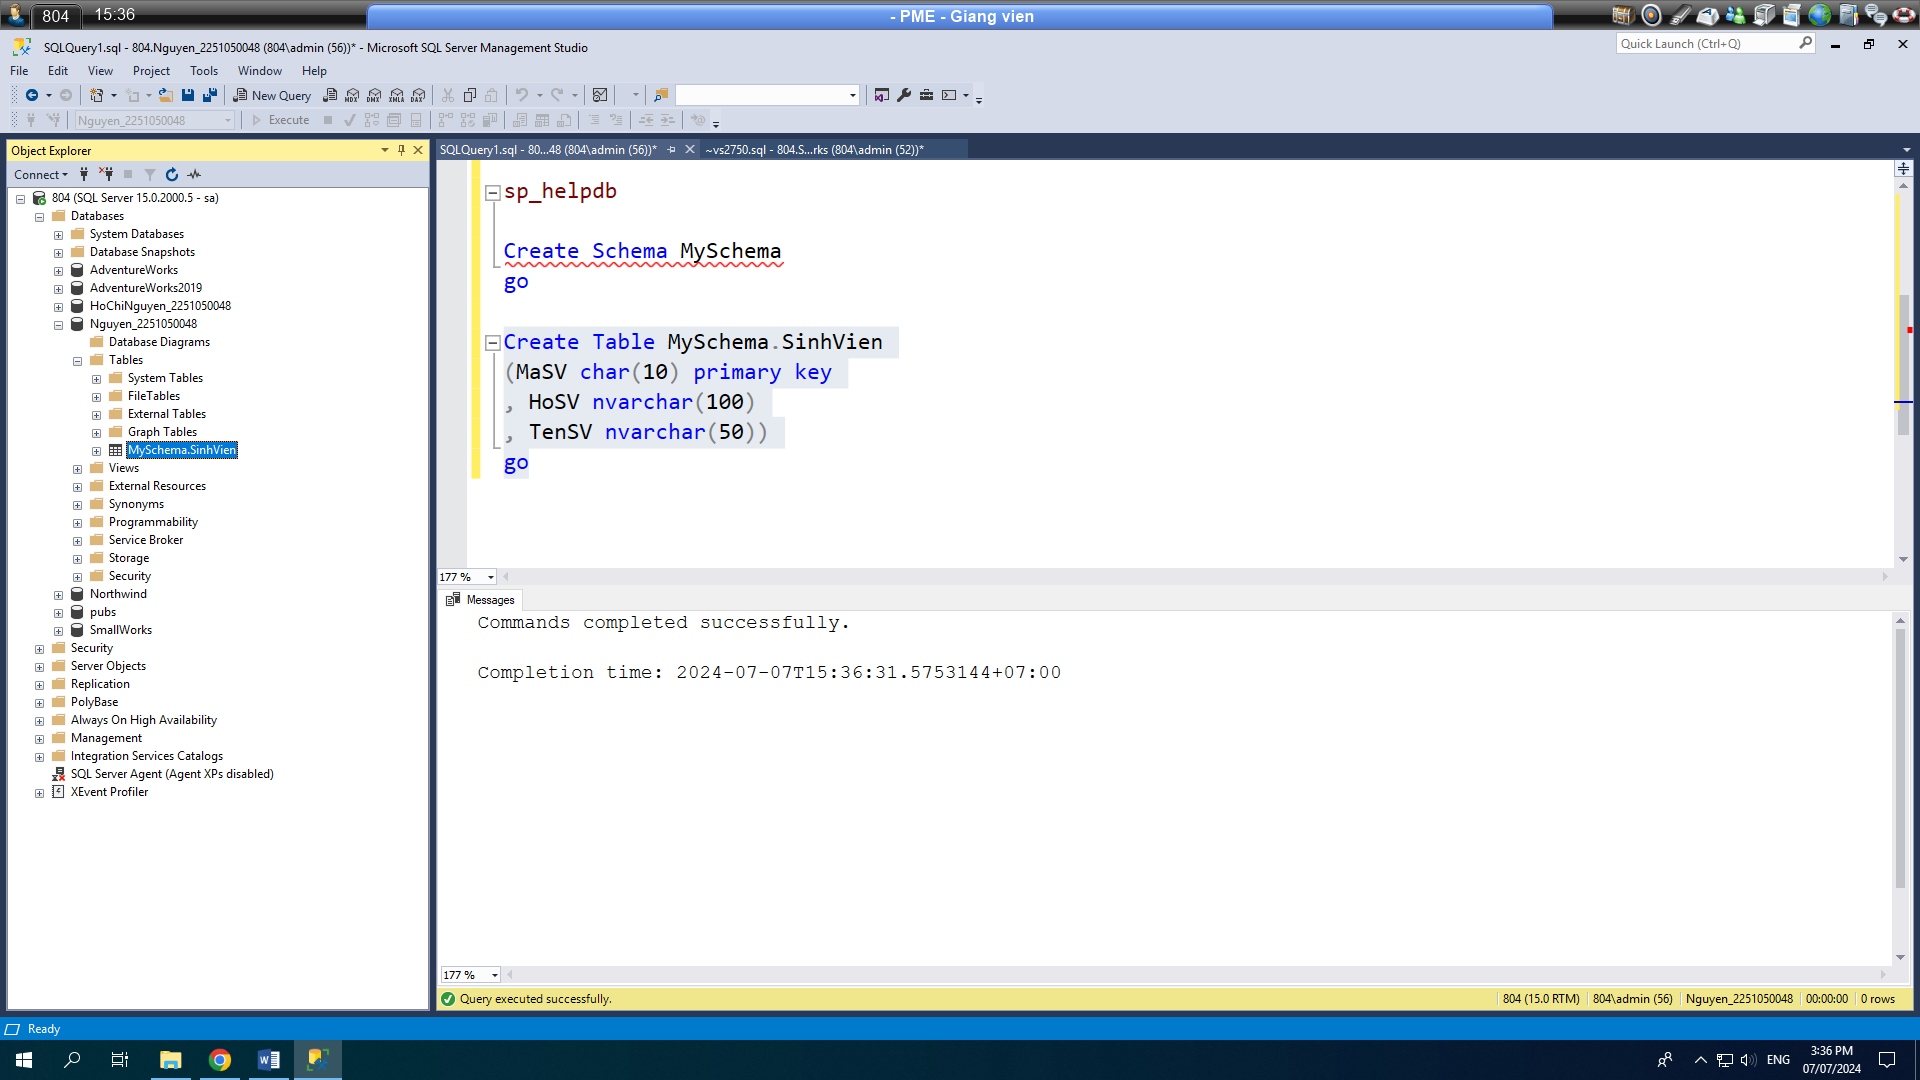 804 15:36 - PME - Giang vien
SQLQuery1.sql - 804.Nguyen_2251050048 (804\admin (56))* - Microsoft SQL Server Management Studio
Quick Launch (Ctrl+Q)
File Edit View Project Tools Window Help
New Query MDX DMX XMLA DAX
Nguyen_2251050048 Execute
Object Explorer
Connect
804 (SQL Server 15.0.2000.5 - sa)
Databases
System Databases
Database Snapshots
AdventureWorks
AdventureWorks2019
HoChiNguyen_2251050048
Nguyen_2251050048
Database Diagrams
Tables
System Tables
FileTables
External Tables
Graph Tables
MySchema.SinhVien
Views
External Resources
Synonyms
Programmability
Service Broker
Storage
Security
Northwind
pubs
SmallWorks
Security
Server Objects
Replication
PolyBase
Always On High Availability
Management
Integration Services Catalogs
SQL Server Agent (Agent XPs disabled)
XEvent Profiler
SQLQuery1.sql - 80...48 (804\admin (56))* ~vs2750.sql - 804.S...rks (804\admin (52))*
sp_helpdb
Create Schema MySchema
go
Create Table MySchema.SinhVien
(MaSV char(10) primary key
, HoSV nvarchar(100)
, TenSV nvarchar(50))
go
177 %
Messages
Commands completed successfully.
Completion time: 2024-07-07T15:36:31.5753144+07:00
177 %
Query executed successfully. 804 (15.0 RTM) 804\admin (56) Nguyen_2251050048 00:00:00 0 rows
Ready
ENG 3:36 PM
07/07/2024